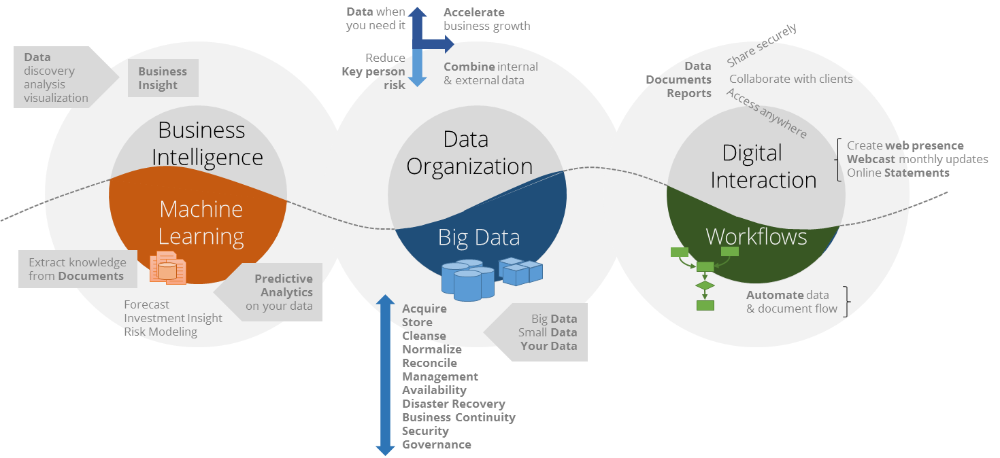 Data
discovery
analysis
visualization
Business
Insight
Business
Intelligence
Machine
Learning
Extract knowledge
from Documents
Predictive
Analytics
on your data
Forecast
Investment Insight
Risk Modeling
Data when
you need it
Accelerate
business growth
Reduce
Key person
risk
Combine internal
& external data
Data
Organization
Big Data
Acquire
Store
Cleanse
Normalize
Reconcile
Management
Availability
Disaster Recovery
Business Continuity
Security
Governance
Big Data
Small Data
Your Data
Data
Documents
Reports
Share securely
Collaborate with clients
Access anywhere
Digital
Interaction
Workflows
Create web presence
Webcast monthly updates
Online Statements
Automate data
& document flow